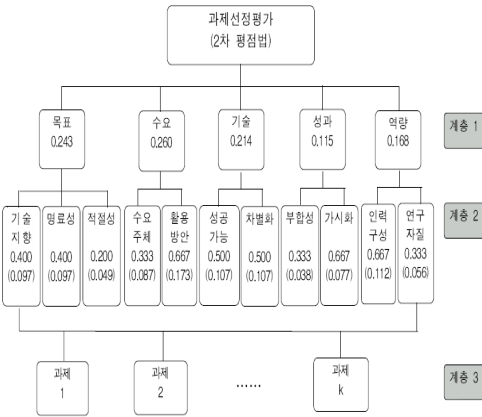 과제선정평가
(2차 평점법)
목표
0.243
수요
0.260
기술
0.214
성과
0.115
역량
0.168
계층 1
기술
지향
0.400
(0.097)
명료성
0.400
(0.097)
적절성
0.200
(0.049)
수요
주체
0.333
(0.087)
활용
방안
0.667
(0.173)
성공
가능
0.500
(0.107)
차별화
0.500
(0.107)
부합성
0.333
(0.038)
가시화
0.667
(0.077)
인력
구성
0.667
(0.112)
연구
자질
0.333
(0.056)
계층 2
과제
1
과제
2
......
과제
k
계층 3